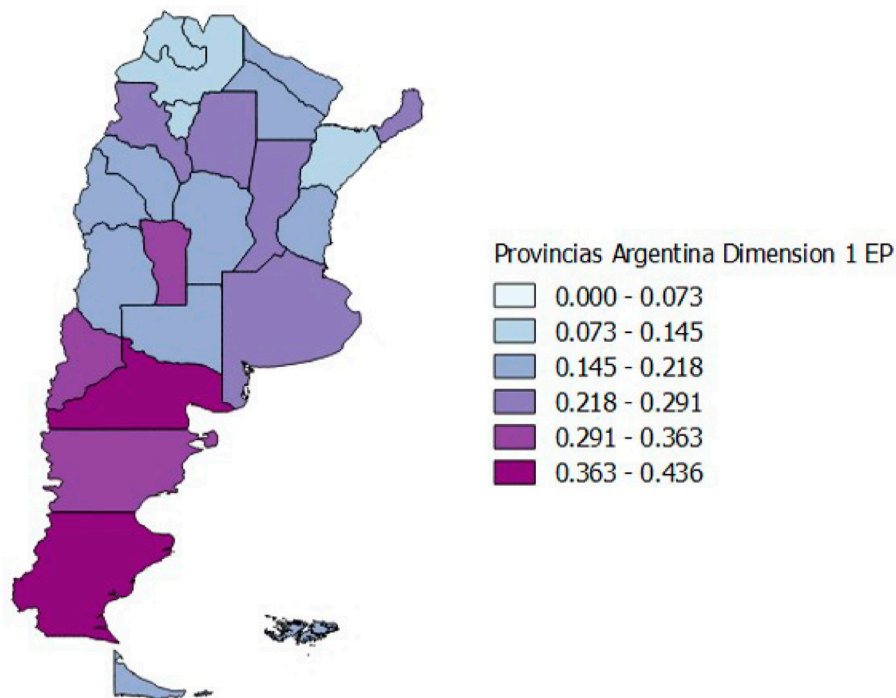 Provincias Argentina Dimension 1 EP
0.000 - 0.073
0.073 - 0.145
0.145 - 0.218
0.218 - 0.291
0.291 - 0.363
0.363 - 0.436